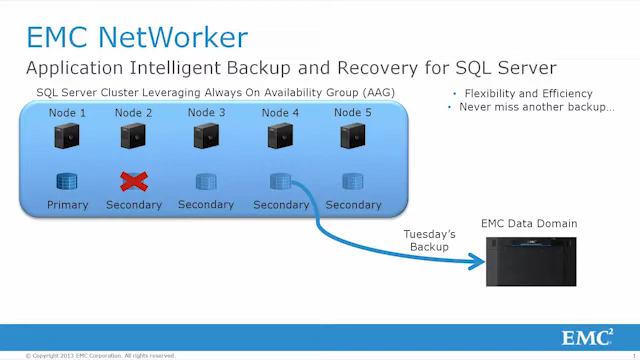 EMC NetWorker
Application Intelligent Backup and Recovery for SQL Server
SQL Server Cluster Leveraging Always On Availability Group (AAG)
Node 1 Node 2 Node 3 Node 4 Node 5
Primary Secondary Secondary Secondary Secondary
• Flexibility and Efficiency
• Never miss another backup…
Tuesday's
Backup
EMC Data Domain
© Copyright 2013 EMC Corporation. All rights reserved.
EMC²
1